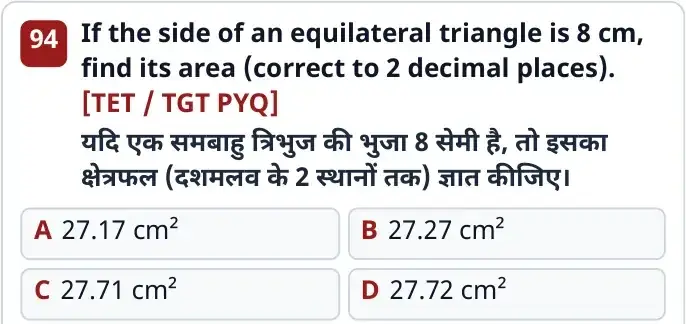 94 If the side of an equilateral triangle is 8 cm,
find its area (correct to 2 decimal places).
[TET / TGT PYQ]
यदि एक समबाहु त्रिभुज की भुजा 8 सेमी है, तो इसका
क्षेत्रफल (दशमलव के 2 स्थानों तक) ज्ञात कीजिए।
A 27.17 cm²
B 27.27 cm²
C 27.71 cm²
D 27.72 cm²